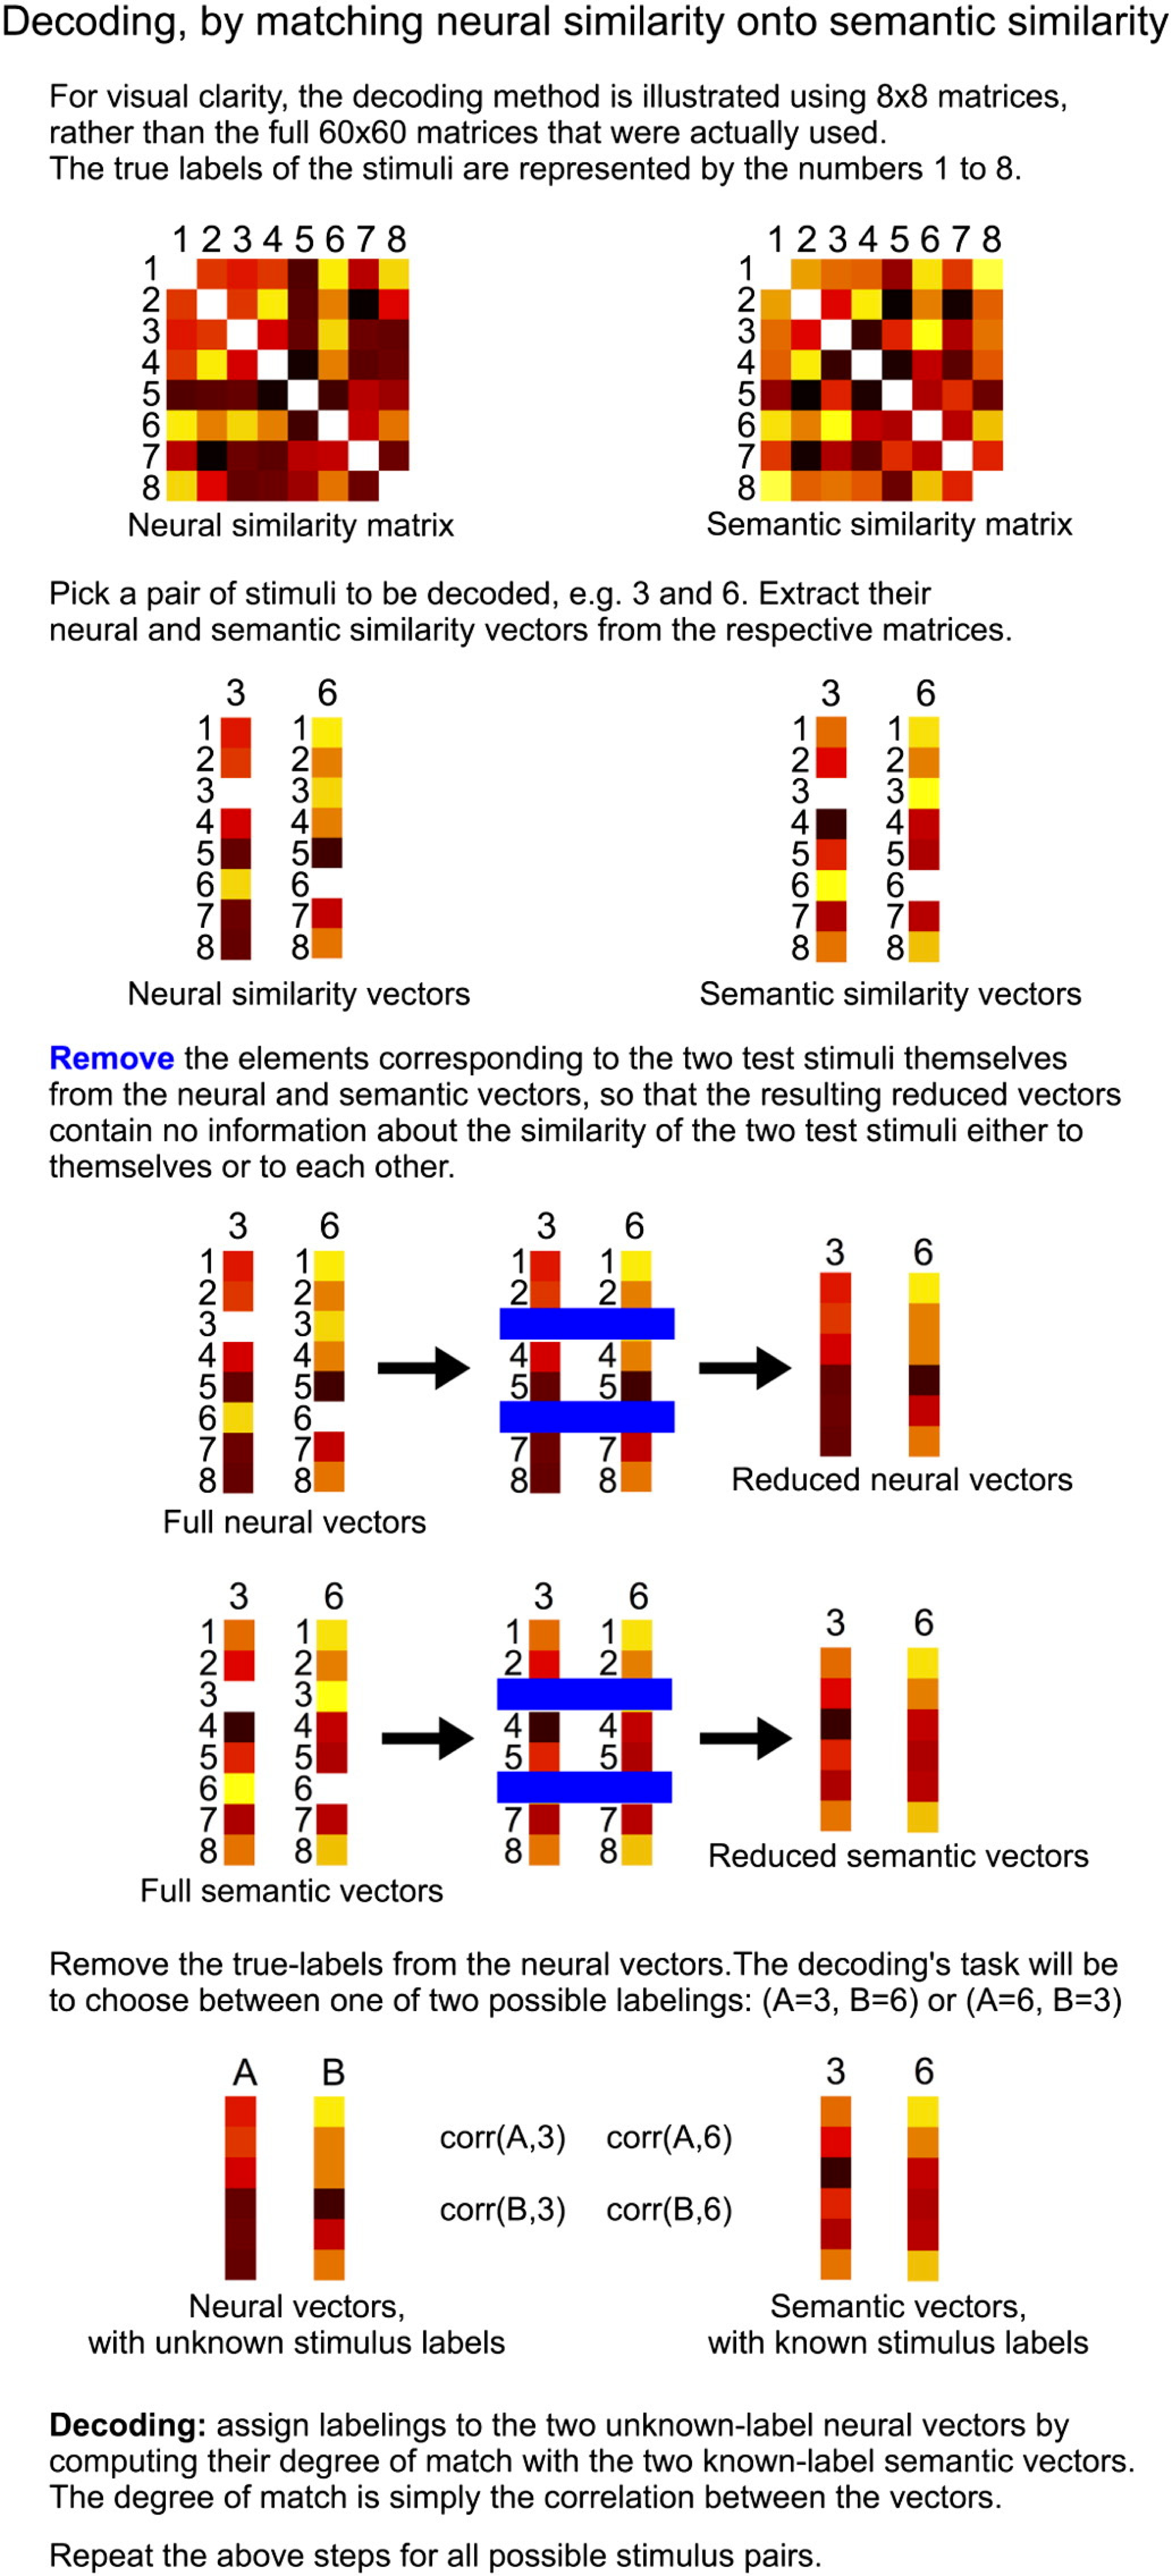 Decoding, by matching neural similarity onto semantic similarity
For visual clarity, the decoding method is illustrated using 8x8 matrices,
rather than the full 60x60 matrices that were actually used.
The true labels of the stimuli are represented by the numbers 1 to 8.
1 2 3 4 5 6 7 8
1
2
3
4
5
6
7
8
Neural similarity matrix
1 2 3 4 5 6 7 8
1
2
3
4
5
6
7
8
Semantic similarity matrix
Pick a pair of stimuli to be decoded, e.g. 3 and 6. Extract their
neural and semantic similarity vectors from the respective matrices.
3 6
1 1
2 2
3 3
4 4
5 5
6 6
7 7
8 8
Neural similarity vectors
3 6
1 1
2 2
3 3
4 4
5 5
6 6
7 7
8 8
Semantic similarity vectors
Remove the elements corresponding to the two test stimuli themselves
from the neural and semantic vectors, so that the resulting reduced vectors
contain no information about the similarity of the two test stimuli either to
themselves or to each other.
3 6
1 1
2 2
3 3
4 4
5 5
6 6
7 7
8 8
Full neural vectors
3 6
1 1
2 2
4 4
5 5
7 7
8 8
3 6
Reduced neural vectors
3 6
1 1
2 2
3 3
4 4
5 5
6 6
7 7
8 8
Full semantic vectors
3 6
1 1
2 2
4 4
5 5
7 7
8 8
3 6
Reduced semantic vectors
Remove the true-labels from the neural vectors.The decoding's task will be
to choose between one of two possible labelings: (A=3, B=6) or (A=6, B=3)
A B
3 6
corr(A,3) corr(A,6)
corr(B,3) corr(B,6)
Neural vectors,
with unknown stimulus labels
Semantic vectors,
with known stimulus labels
Decoding: assign labelings to the two unknown-label neural vectors by
computing their degree of match with the two known-label semantic vectors.
The degree of match is simply the correlation between the vectors.
Repeat the above steps for all possible stimulus pairs.